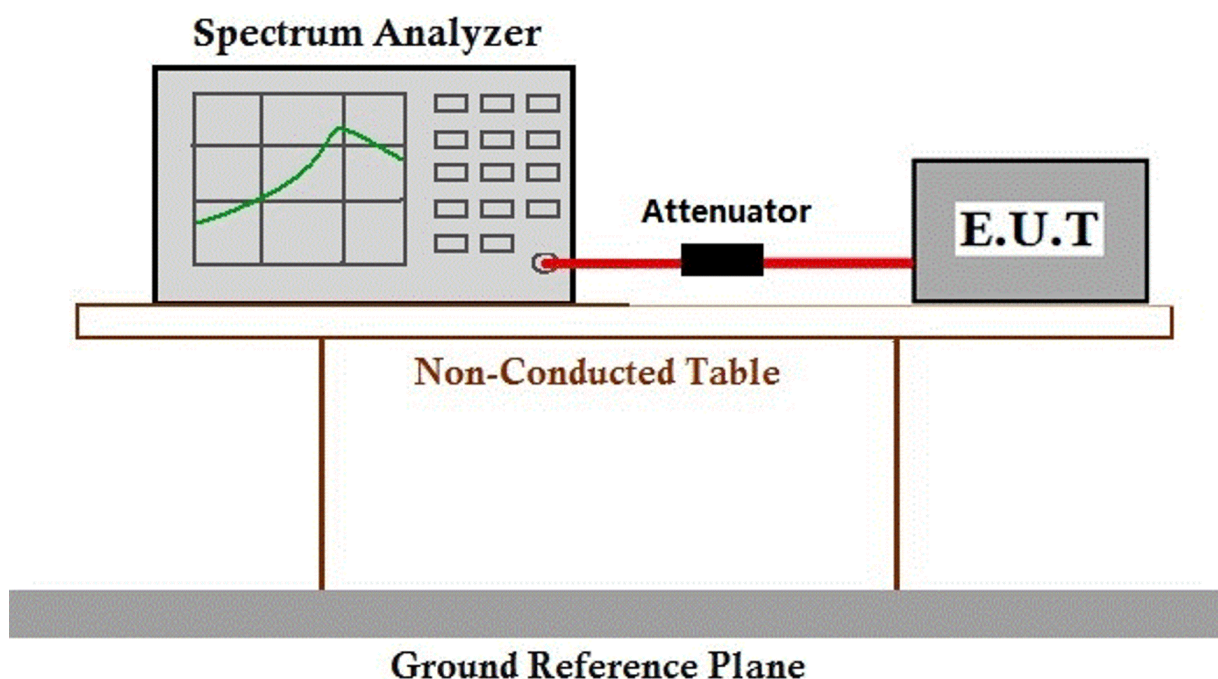 Spectrum Analyzer
Attenuator
E.U.T
Non-Conducted Table
Ground Reference Plane